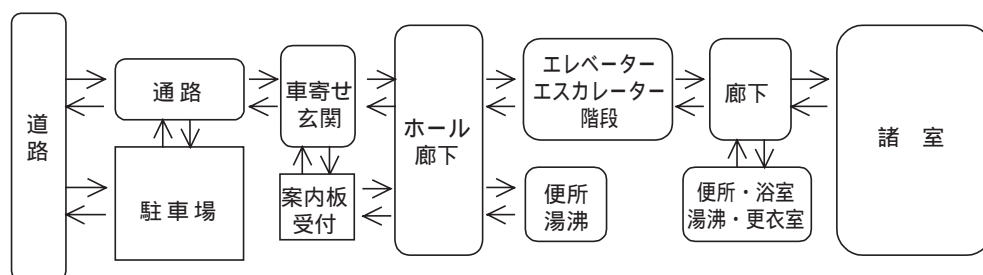 道
路
通 路
駐 車 場
車寄せ
玄関
案内板
受付
ホール
廊下
エレベーター
エスカレーター
階段
便所
湯沸
廊下
便所・浴室
湯沸・更衣室
諸 室